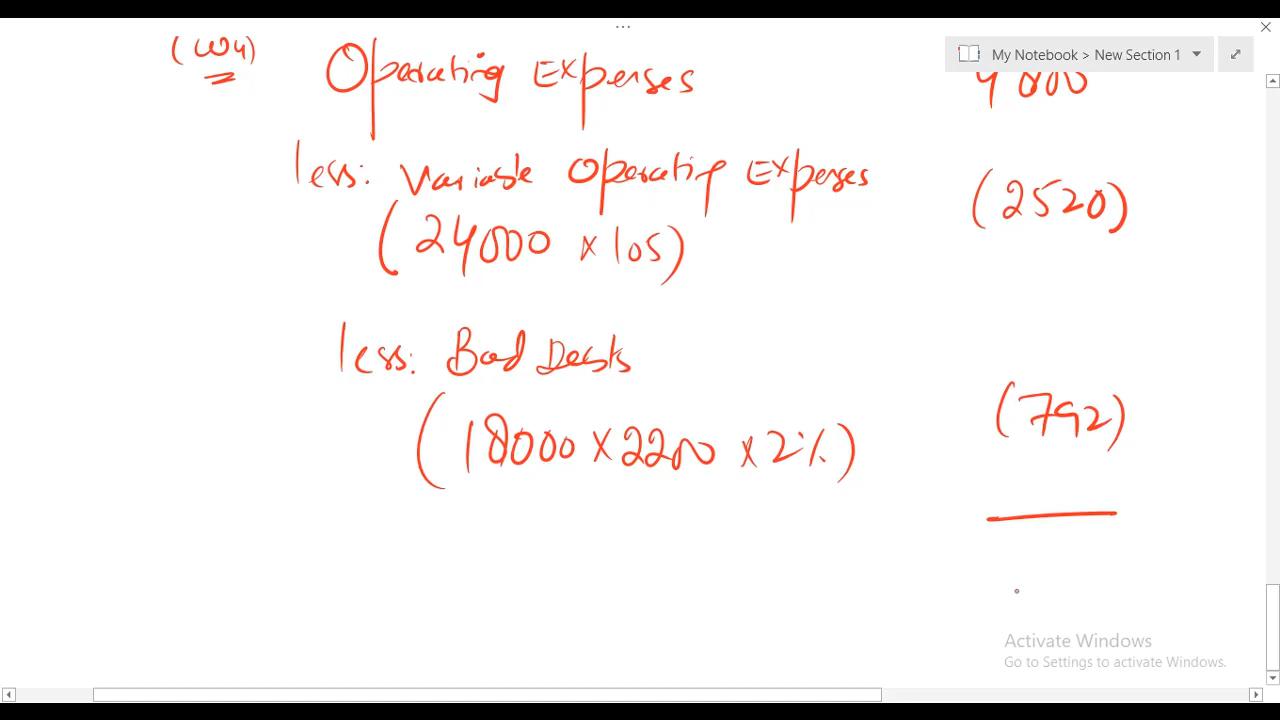 ...
My Notebook > New Section 1
(W4) Operating Expenses 4800
less: Variable Operating Expenses (2520)
(24000 × 105)
less: Bad Debts
(18000 × 2200 × 2%) (792)
Activate Windows
Go to Settings to activate Windows.